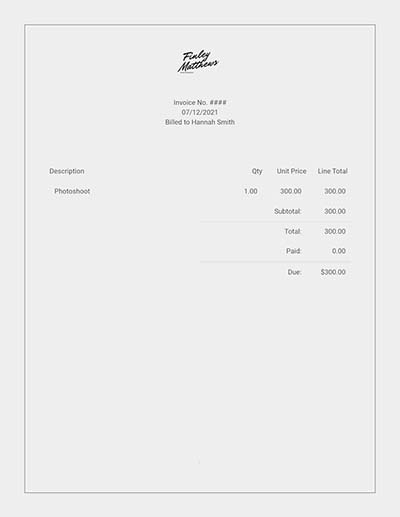 Finley
Matthews
Invoice No. ####
07/12/2021
Billed to Hannah Smith
Description Qty Unit Price Line Total
Photoshoot 1.00 300.00 300.00
Subtotal: 300.00
Total: 300.00
Paid: 0.00
Due: $300.00